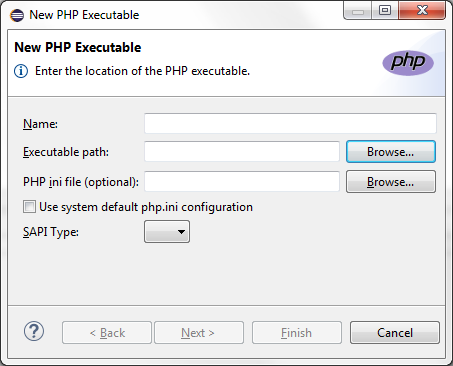 New PHP Executable
New PHP Executable
Enter the location of the PHP executable.
php
Name:
Executable path: Browse...
PHP ini file (optional): Browse...
Use system default php.ini configuration
SAPI Type:
? < Back Next > Finish Cancel